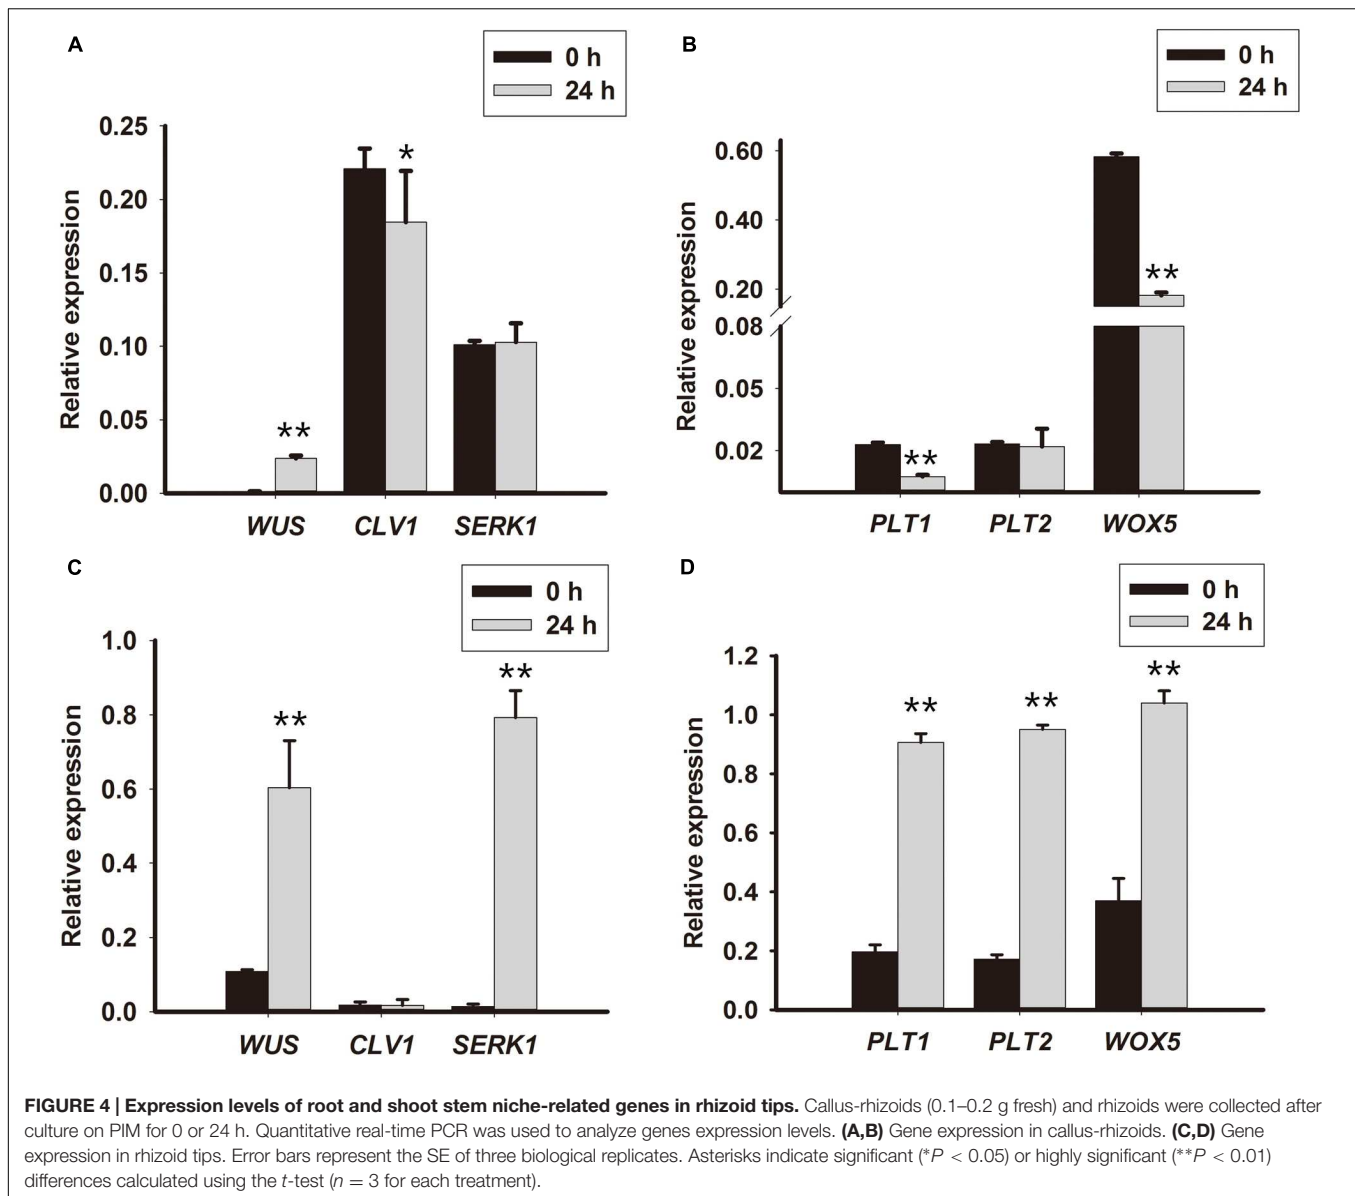 A
0 h
24 h
0.25
0.20
0.15
0.10
0.05
0.00
Relative expression
*
**
WUS CLV1 SERK1
B
0 h
24 h
0.60
0.40
0.20
0.08
0.05
0.02
Relative expression
**
**
PLT1 PLT2 WOX5
C
0 h
24 h
1.0
0.8
0.6
0.4
0.2
0.0
Relative expression
**
**
WUS CLV1 SERK1
D
0 h
24 h
1.2
1.0
0.8
0.6
0.4
0.2
0.0
Relative expression
**
**
**
PLT1 PLT2 WOX5
FIGURE 4 | Expression levels of root and shoot stem niche-related genes in rhizoid tips. Callus-rhizoids (0.1–0.2 g fresh) and rhizoids were collected after
culture on PIM for 0 or 24 h. Quantitative real-time PCR was used to analyze genes expression levels. (A,B) Gene expression in callus-rhizoids. (C,D) Gene
expression in rhizoid tips. Error bars represent the SE of three biological replicates. Asterisks indicate significant (*P < 0.05) or highly significant (**P < 0.01)
differences calculated using the t-test (n = 3 for each treatment).